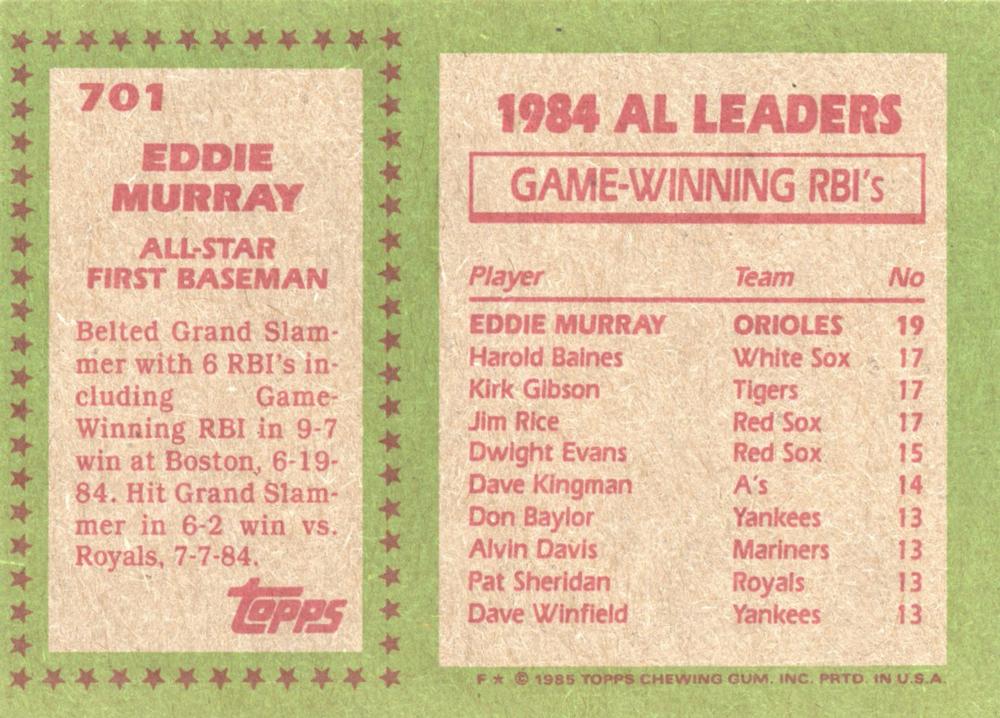 701
EDDIE
MURRAY
ALL-STAR
FIRST BASEMAN
Belted Grand Slam-
mer with 6 RBI's in-
cluding Game-
Winning RBI in 9-7
win at Boston, 6-19-
84. Hit Grand Slam-
mer in 6-2 win vs.
Royals, 7-7-84.
topps
1984 AL LEADERS
GAME-WINNING RBI's
Player Team No
EDDIE MURRAY ORIOLES 19
Harold Baines White Sox 17
Kirk Gibson Tigers 17
Jim Rice Red Sox 17
Dwight Evans Red Sox 15
Dave Kingman A's 14
Don Baylor Yankees 13
Alvin Davis Mariners 13
Pat Sheridan Royals 13
Dave Winfield Yankees 13
F★ © 1985 TOPPS CHEWING GUM, INC. PRTD. IN U.S.A.